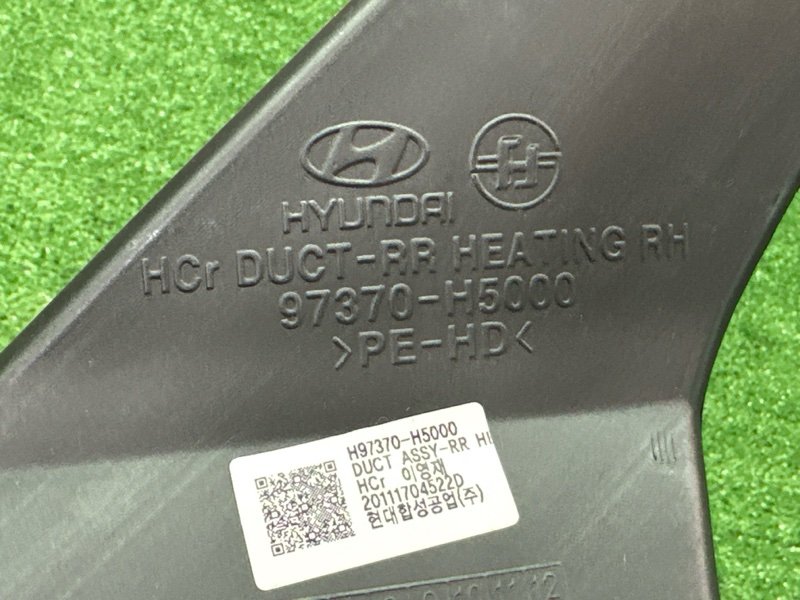 HYUNDAI
HCr DUCT-RR HEATING RH
97370-H5000
>PE-HD<
H97370-H5000
DUCT ASSY-RR
HCr 이영재
20111704522D
현대합성공업(주)